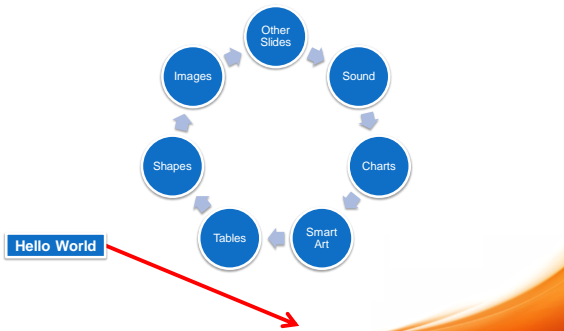 Other
Slides
Sound
Charts
Smart
Art
Tables
Shapes
Images
Hello World